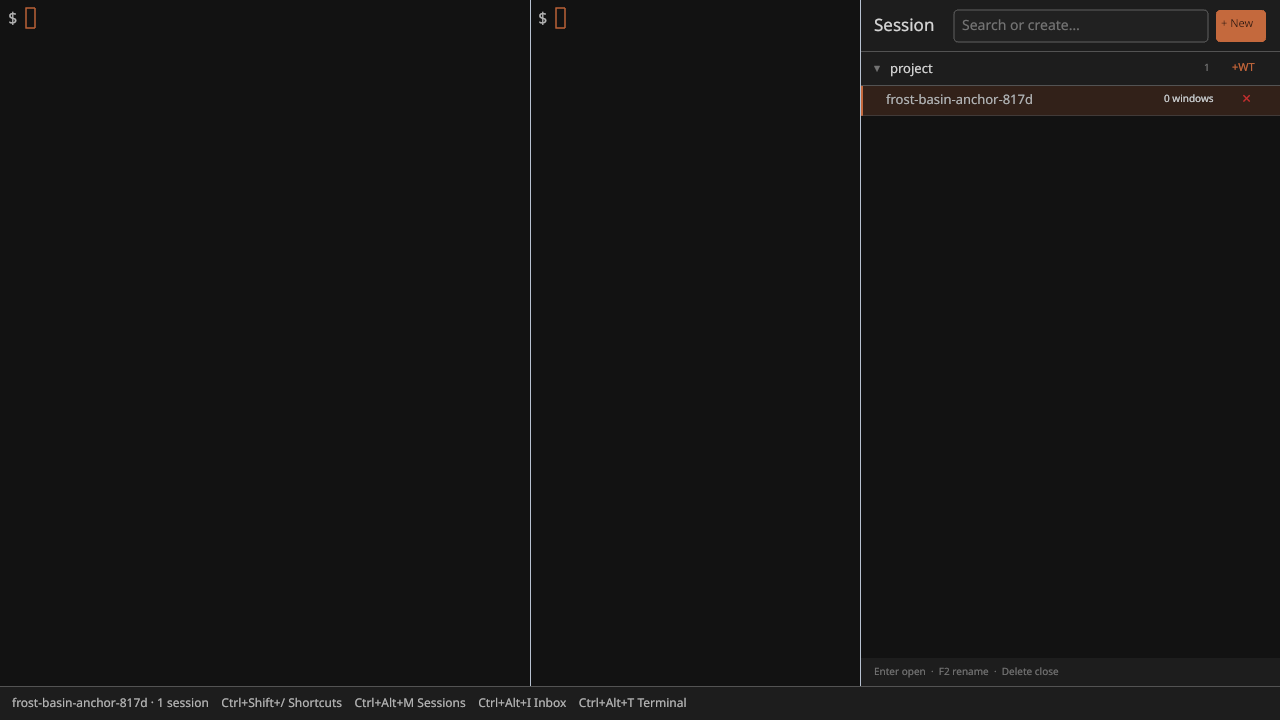 $
$
Session
Search or create...
+ New
▼ project 1 +WT
frost-basin-anchor-817d 0 windows ×
Enter open · F2 rename · Delete close
frost-basin-anchor-817d · 1 session Ctrl+Shift+/ Shortcuts Ctrl+Alt+M Sessions Ctrl+Alt+I Inbox Ctrl+Alt+T Terminal